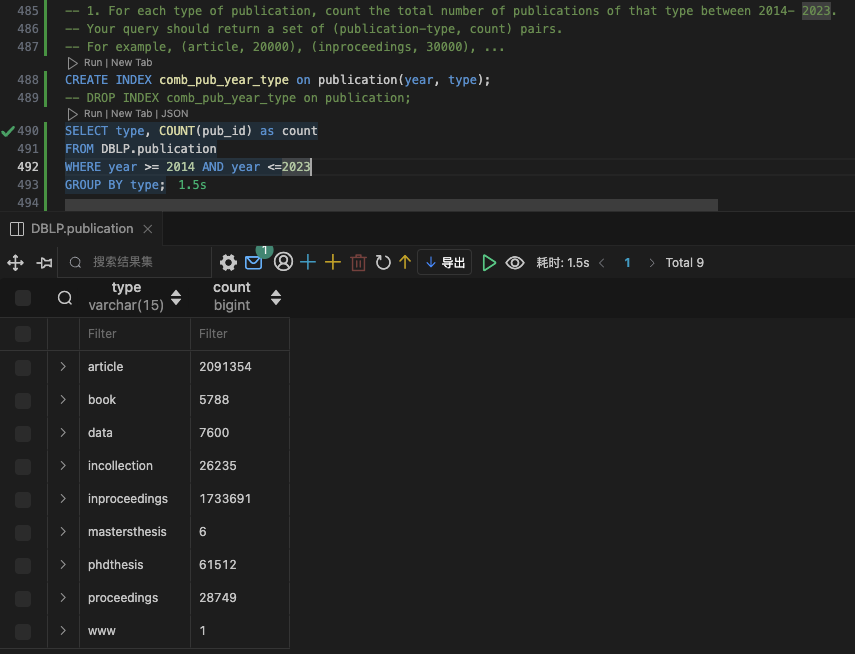 485 -- 1. For each type of publication, count the total number of publications of that type between 2014- 2023.
486 -- Your query should return a set of (publication-type, count) pairs.
487 -- For example, (article, 20000), (inproceedings, 30000), ...
Run | New Tab
488 CREATE INDEX comb_pub_year_type on publication(year, type);
489 -- DROP INDEX comb_pub_year_type on publication;
Run | New Tab | JSON
490 SELECT type, COUNT(pub_id) as count
491 FROM DBLP.publication
492 WHERE year >= 2014 AND year <=2023
493 GROUP BY type; 1.5s
494
DBLP.publication
搜索结果集 1 导出 耗时: 1.5s 1 Total 9
type count
varchar(15) bigint
Filter Filter
article 2091354
book 5788
data 7600
incollection 26235
inproceedings 1733691
mastersthesis 6
phdthesis 61512
proceedings 28749
www 1